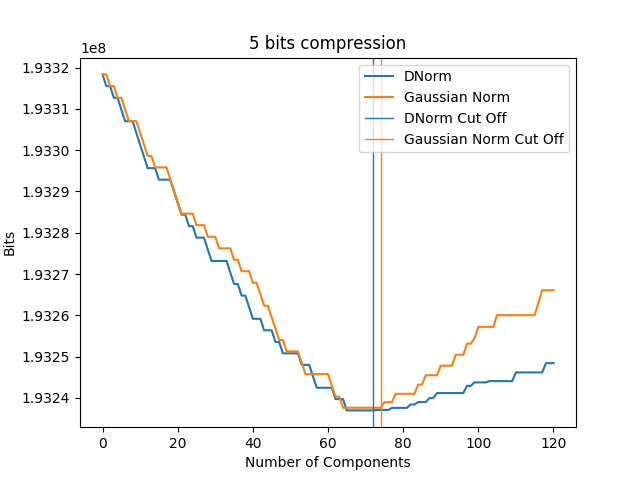 5 bits compression
1e8
1.9332
1.9331
1.9330
1.9329
1.9328
1.9327
1.9326
1.9325
1.9324
Bits
DNorm
Gaussian Norm
DNorm Cut Off
Gaussian Norm Cut Off
0 20 40 60 80 100 120
Number of Components